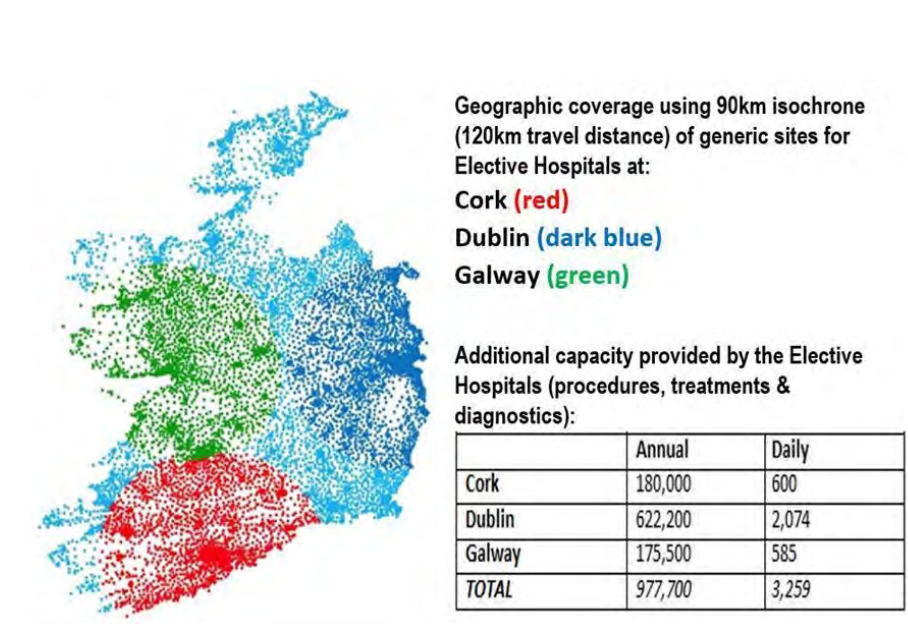 Geographic coverage using 90km isochrone
(120km travel distance) of generic sites for
Elective Hospitals at:
Cork (red)
Dublin (dark blue)
Galway (green)
Additional capacity provided by the Elective
Hospitals (procedures, treatments &
diagnostics):
Annual Daily
Cork 180,000 600
Dublin 622,200 2,074
Galway 175,500 585
TOTAL 977,700 3,259